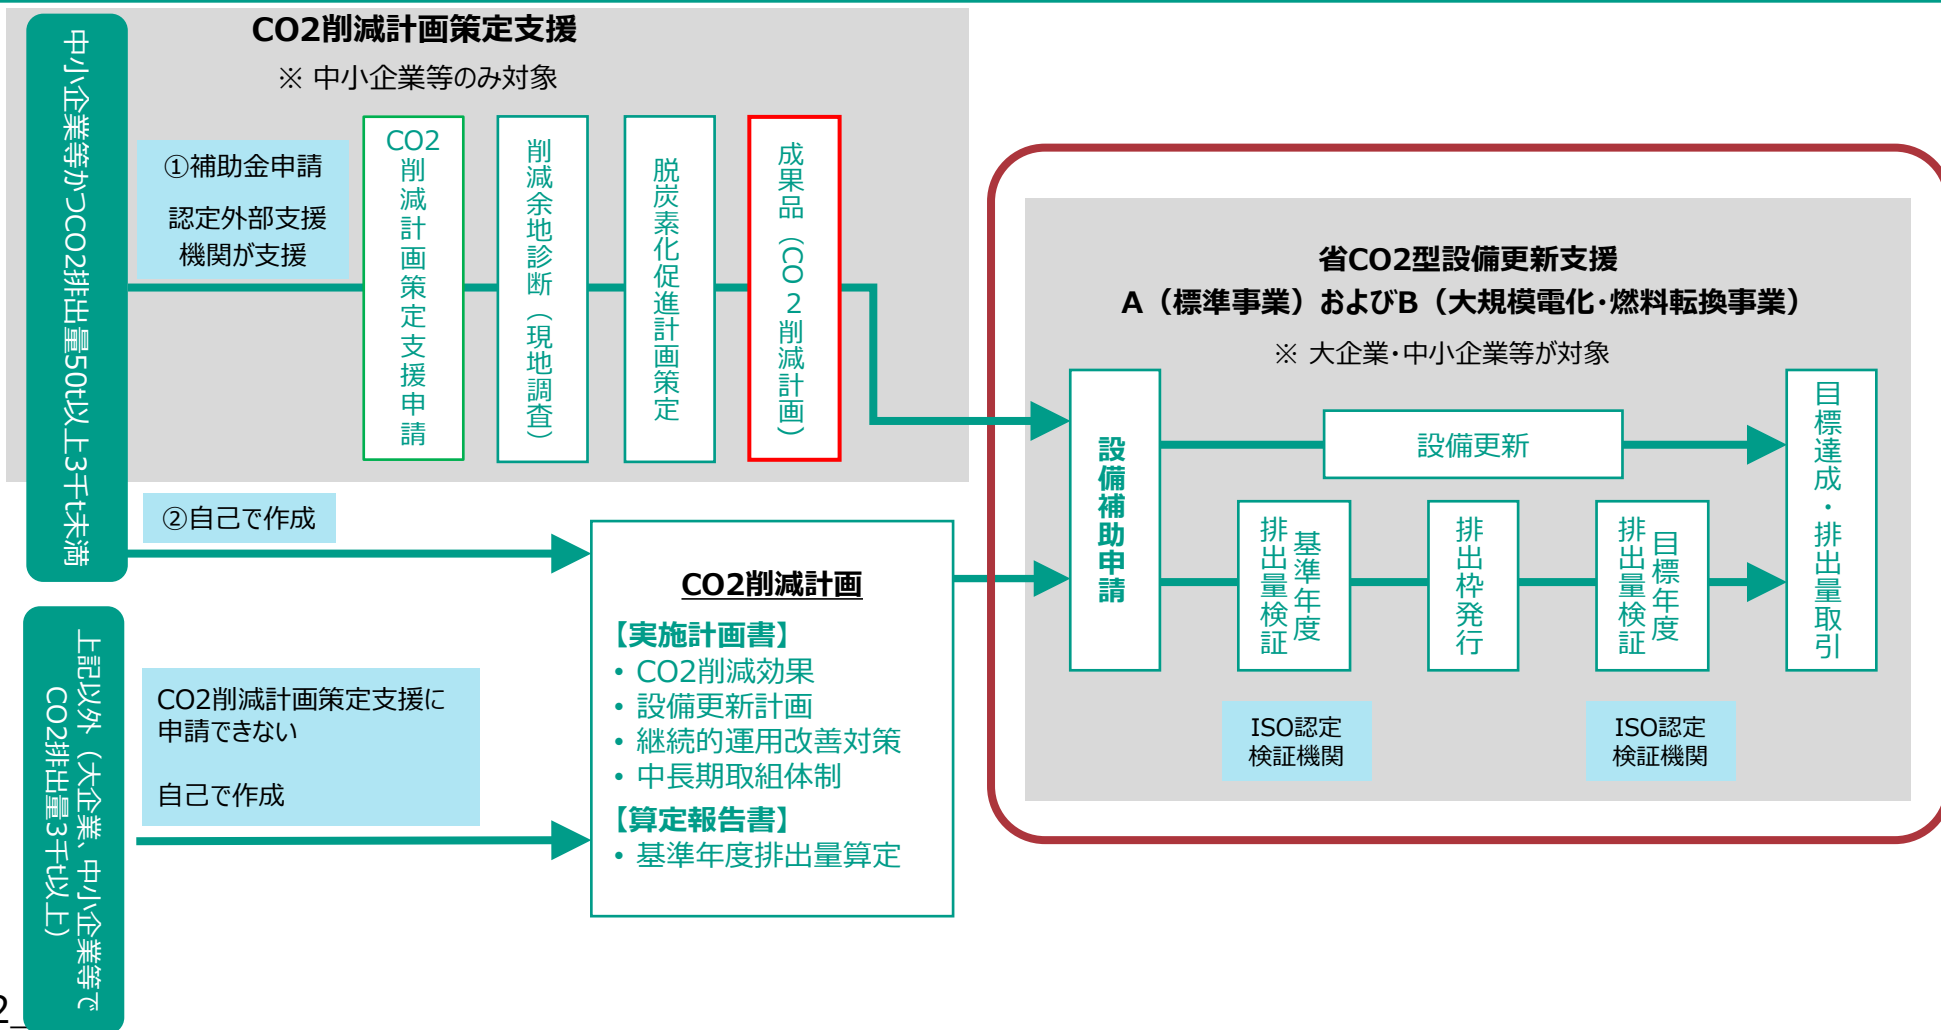 CO2削減計画策定支援
※ 中小企業等のみ対象
中小企業等かつCO2排出量50t以上3千t未満
①補助金申請
認定外部支援
機関が支援
CO2削減計画策定支援申請
削減余地診断（現地調査）
脱炭素化促進計画策定
成果品（CO2削減計画）
②自己で作成
上記以外（大企業、中小企業等で
CO2排出量3千t以上）
CO2削減計画策定支援に
申請できない
自己で作成
CO2削減計画
【実施計画書】
• CO2削減効果
• 設備更新計画
• 継続的運用改善対策
• 中長期取組体制
【算定報告書】
• 基準年度排出量算定
省CO2型設備更新支援
A（標準事業）およびB（大規模電化・燃料転換事業）
※ 大企業・中小企業等が対象
設備補助申請
設備更新
基準年度
排出量検証
排出枠発行
目標年度
排出量検証
目標達成・排出量取引
ISO認定
検証機関
ISO認定
検証機関
2_